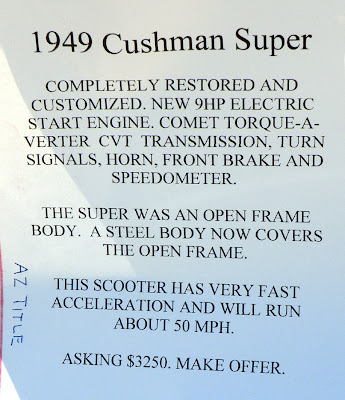 1949 Cushman Super
COMPLETELY RESTORED AND
CUSTOMIZED. NEW 9HP ELECTRIC
START ENGINE. COMET TORQUE-A-
VERTER CVT TRANSMISSION, TURN
SIGNALS, HORN, FRONT BRAKE AND
SPEEDOMETER.
THE SUPER WAS AN OPEN FRAME
BODY. A STEEL BODY NOW COVERS
THE OPEN FRAME.
THIS SCOOTER HAS VERY FAST
ACCELERATION AND WILL RUN
ABOUT 50 MPH.
ASKING $3250. MAKE OFFER.
AZ TITLE